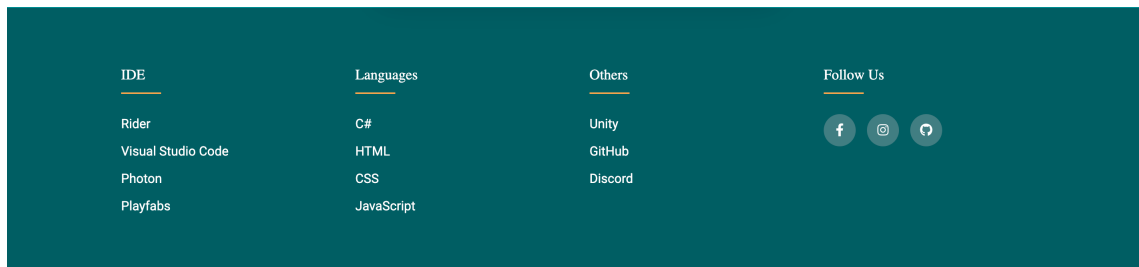 IDE
Rider
Visual Studio Code
Photon
Playfabs
Languages
C#
HTML
CSS
JavaScript
Others
Unity
GitHub
Discord
Follow Us